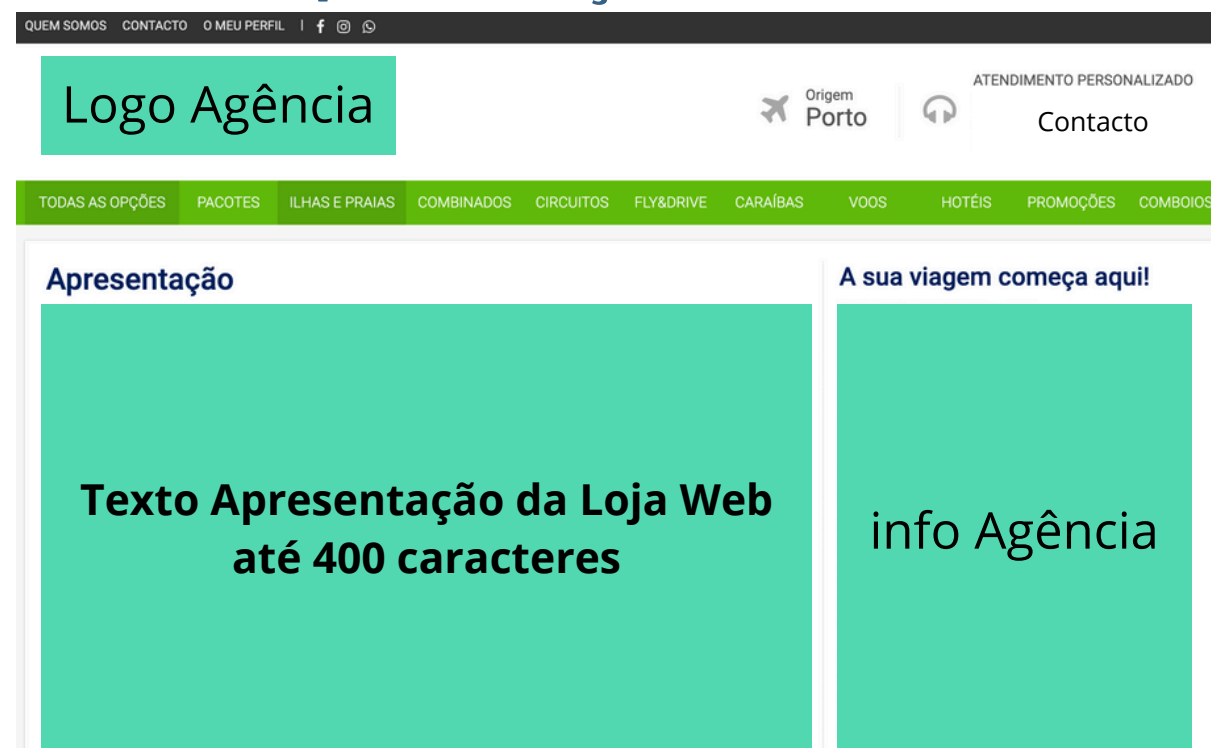 QUEM SOMOS CONTACTO O MEU PERFIL |
Logo Agência
Origem
Porto
ATENDIMENTO PERSONALIZADO
Contacto
TODAS AS OPÇÕES PACOTES ILHAS E PRAIAS COMBINADOS CIRCUITOS FLY&DRIVE CARAÍBAS VOOS HOTÉIS PROMOÇÕES COMBOIOS
Apresentação
Texto Apresentação da Loja Web
até 400 caracteres
A sua viagem começa aqui!
info Agência